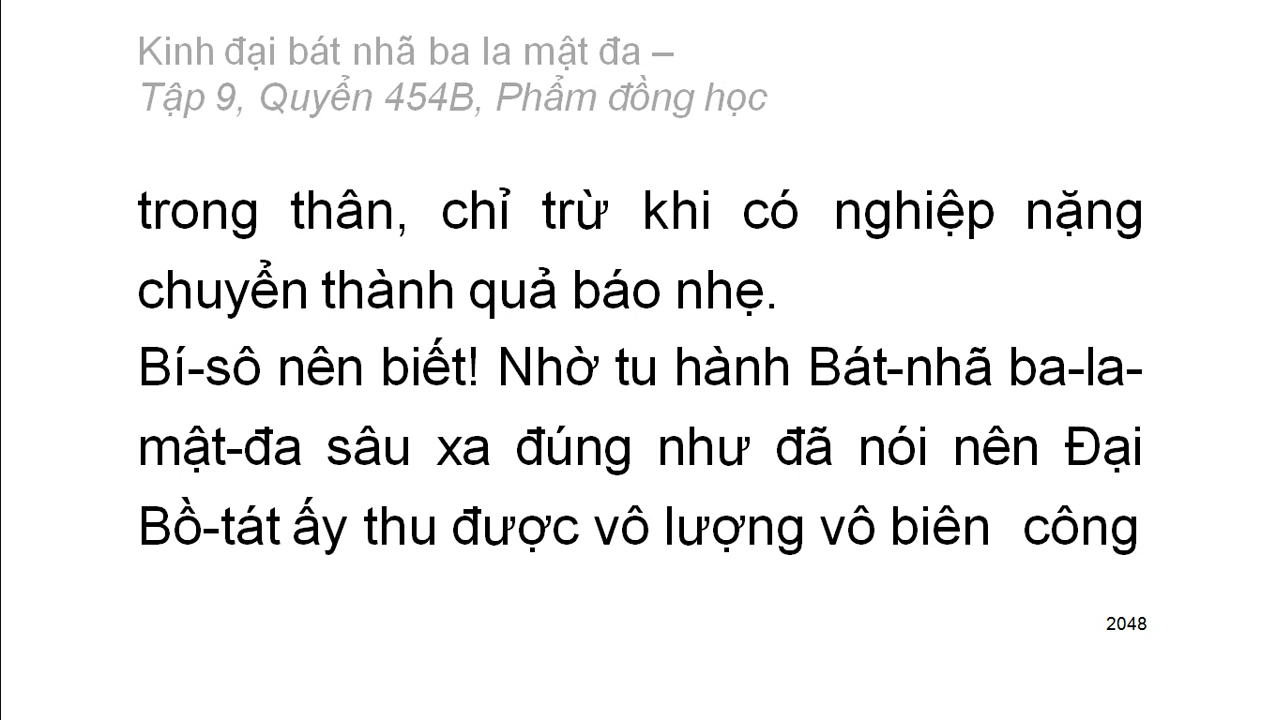 Kinh đại bát nhã ba la mật đa –
Tập 9, Quyển 454B, Phẩm đồng học
trong thân, chỉ trừ khi có nghiệp nặng
chuyển thành quả báo nhẹ.
Bí-sô nên biết! Nhờ tu hành Bát-nhã ba-la-
mật-đa sâu xa đúng như đã nói nên Đại
Bồ-tát ấy thu được vô lượng vô biên công
2048